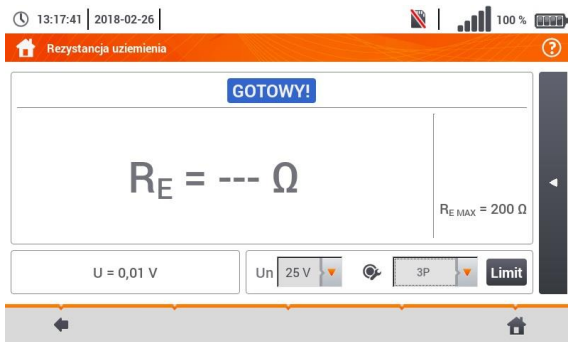 13:17:41 2018-02-26 100 %
Rezystancja uziemienia ?
GOTOWY!
RE = --- Ω
RE MAX = 200 Ω
U = 0,01 V
Un 25 V 3P Limit